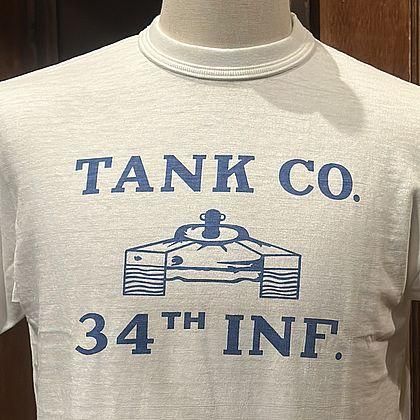 TANK CO.
34TH INF.